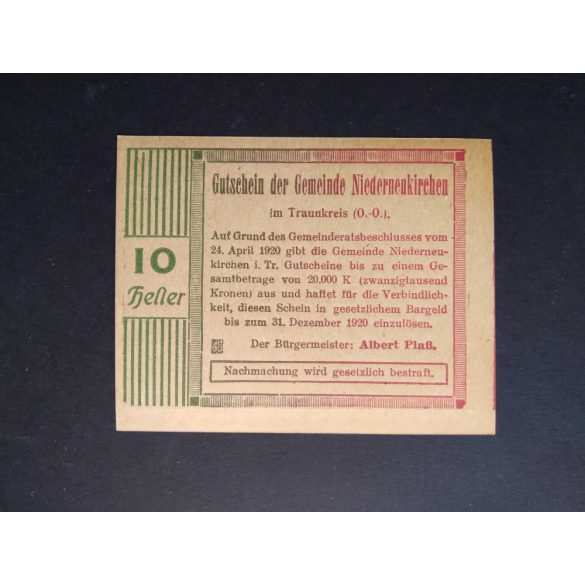 Gutschein der Gemeinde Niederneukirchen
im Traunkreis (O.-O.).
Auf Grund des Gemeinderatsbeschlusses vom
24. April 1920 gibt die Gemeinde Niederneu-
kirchen i. Tr. Gutscheine bis zu einem Ge-
samtbetrage von 20.000 K (zwanzigtausend
Kronen) aus und haftet für die Verbindlich-
keit, diesen Schein in gesetzlichem Bargeld
bis zum 31. Dezember 1920 einzulösen.
Der Bürgermeister: Albert Plaß.
Nachmachung wird gesetzlich bestraft.
10
Heller